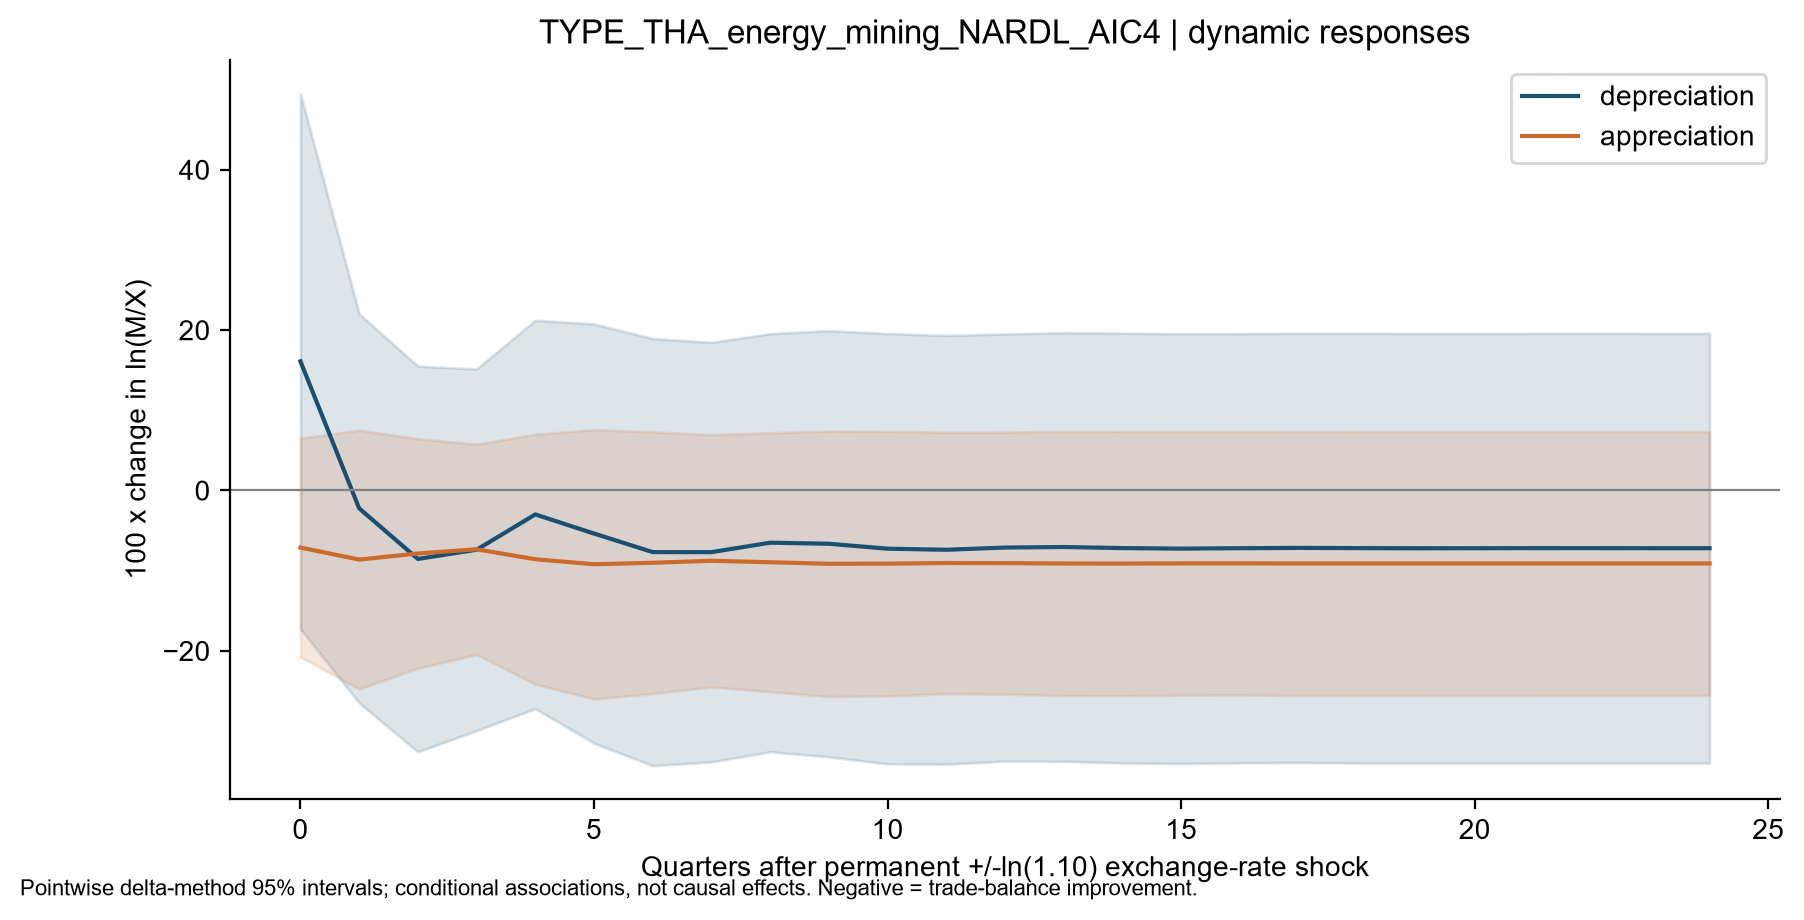 TYPE_THA_energy_mining_NARDL_AIC4 | dynamic responses
depreciation
appreciation
100 x change in ln(M/X)
40
20
0
−20
0 5 10 15 20 25
Quarters after permanent +/-ln(1.10) exchange-rate shock
Pointwise delta-method 95% intervals; conditional associations, not causal effects. Negative = trade-balance improvement.